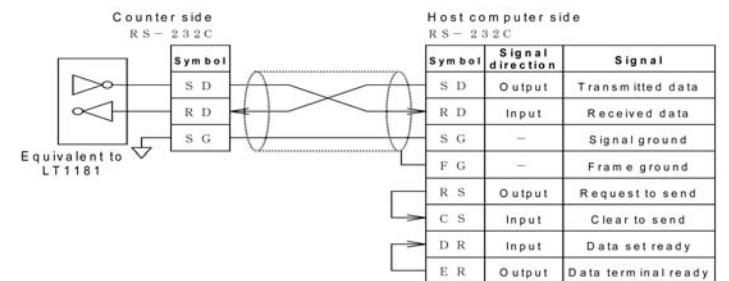 Counter side
RS-232C
Symbol
SD
RD
SG
Equivalent to
LT1181
Host computer side
RS-232C
Symbol Signal direction Signal
SD Output Transmitted data
RD Input Received data
SG - Signal ground
FG - Frame ground
RS Output Request to send
CS Input Clear to send
DR Input Data set ready
ER Output Data terminal ready